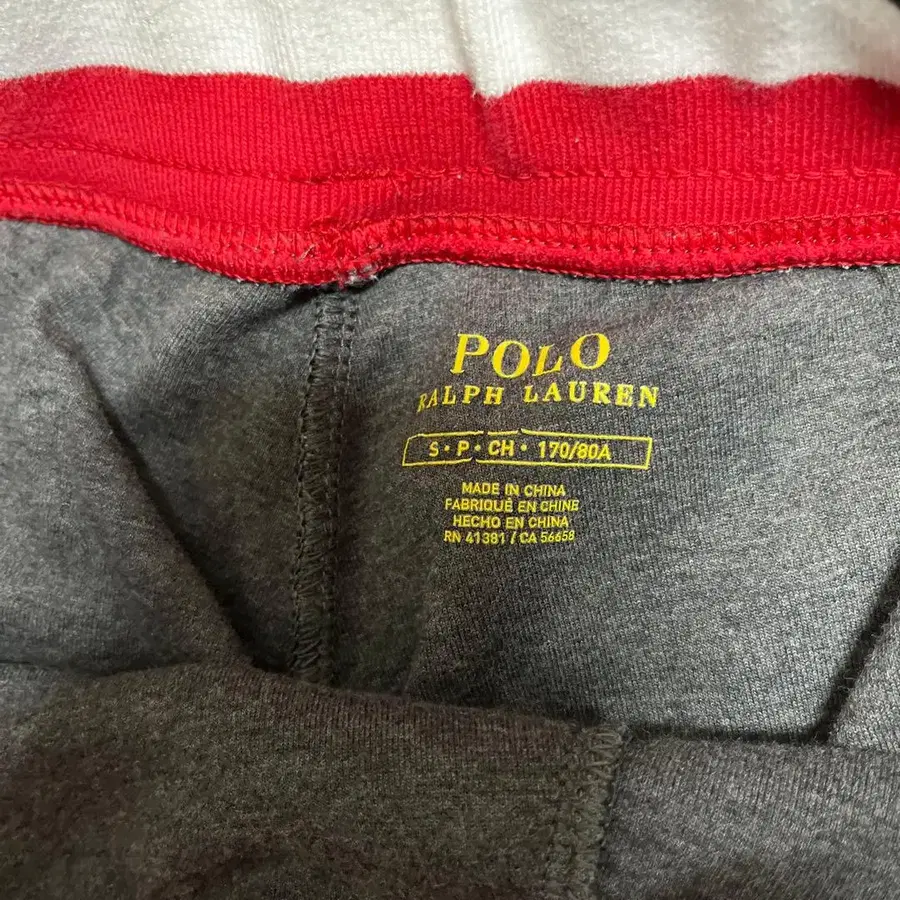 POLO
RALPH LAUREN
S • P • CH • 170/80A
MADE IN CHINA
FABRIQUÉ EN CHINE
HECHO EN CHINA
RN 41381 / CA 56658